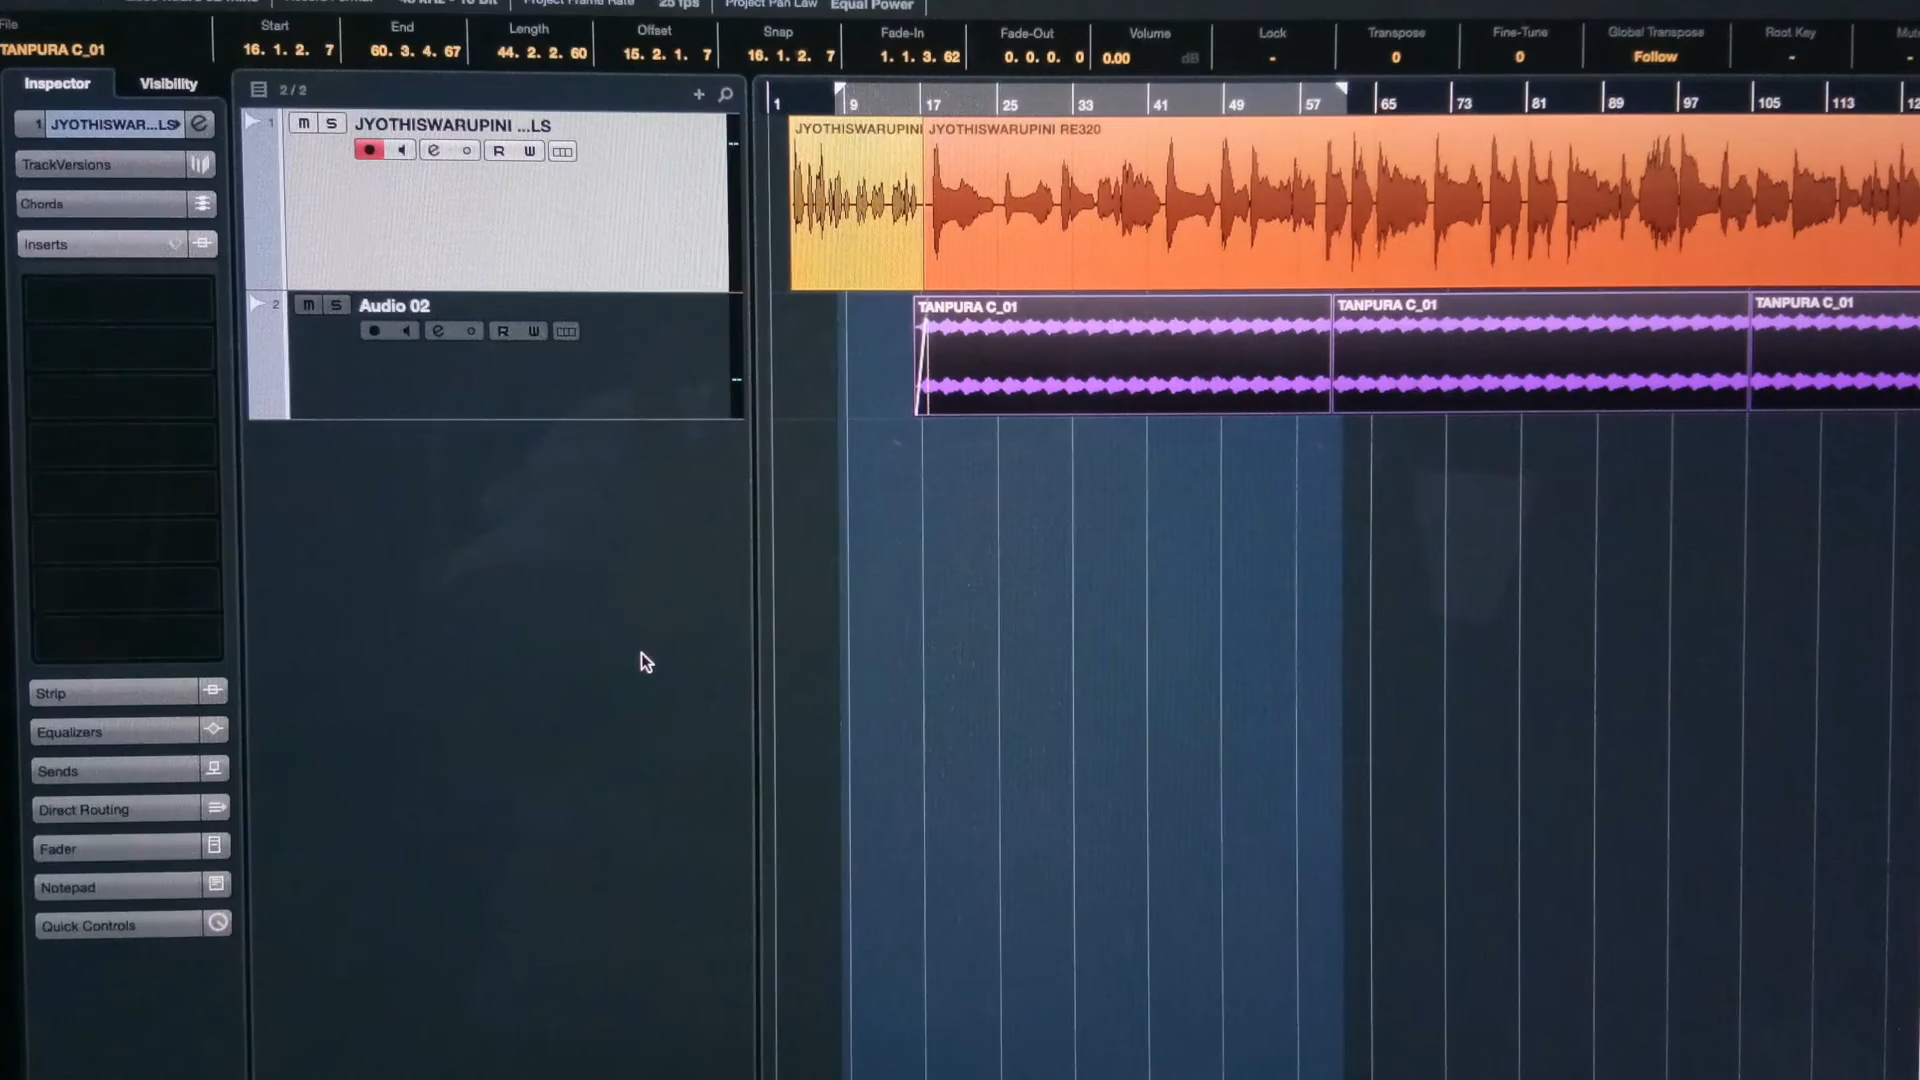 Project Frame Rate 25 fps Project Pan Law Equal Power
File Start End Length Offset Snap Fade-In Fade-Out Volume Lock Transpose Fine-Tune Global Transpose Root Key
TANPURA C_01 16. 1. 2. 7 60. 3. 4. 67 44. 2. 2. 60 15. 2. 1. 7 16. 1. 2. 7 1. 1. 3. 62 0. 0. 0. 0 0.00 dB - 0 0 Follow - -
Inspector Visibility 2/2 +
1 9 17 25 33 41 49 57 65 73 81 89 97 105 113
1 JYOTHISWAR...LS e
1 m S JYOTHISWARUPINI ...LS
JYOTHISWARUPINI JYOTHISWARUPINI RE320
e R W
TrackVersions
Chords
Inserts
2 m S Audio 02
e R W
TANPURA C_01 TANPURA C_01 TANPURA C_01
Strip
Equalizers
Sends
Direct Routing
Fader
Notepad
Quick Controls